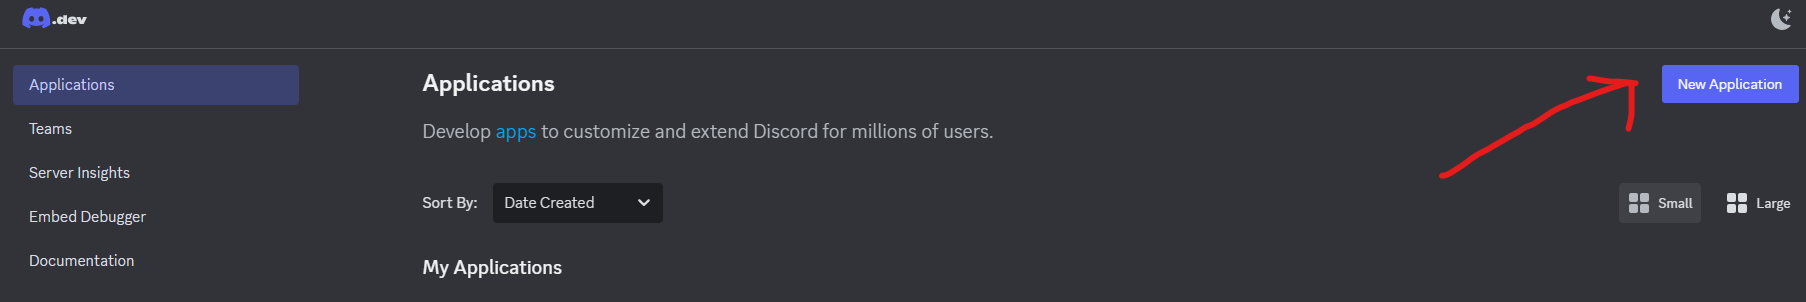 .dev
Applications
Teams
Server Insights
Embed Debugger
Documentation
Applications
New Application
Develop apps to customize and extend Discord for millions of users.
Sort By: Date Created
Small Large
My Applications